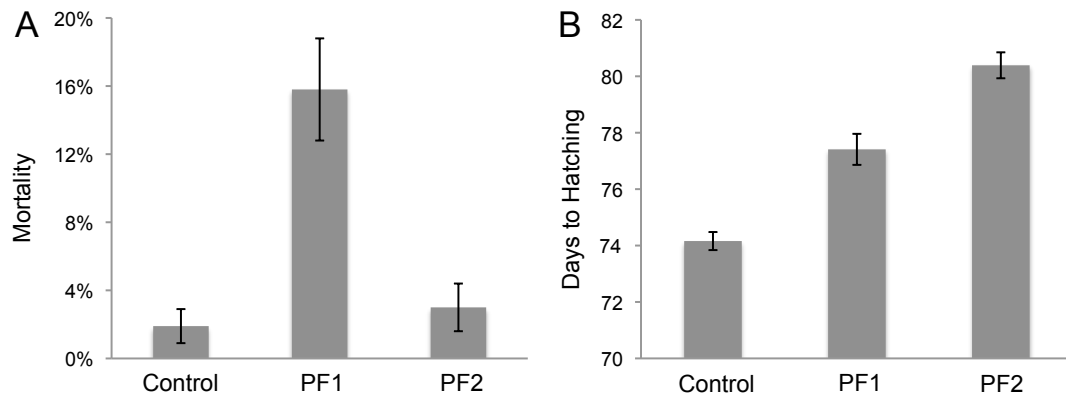 A
Mortality
20%
16%
12%
8%
4%
0%
Control PF1 PF2
B
Days to Hatching
82
80
78
76
74
72
70
Control PF1 PF2